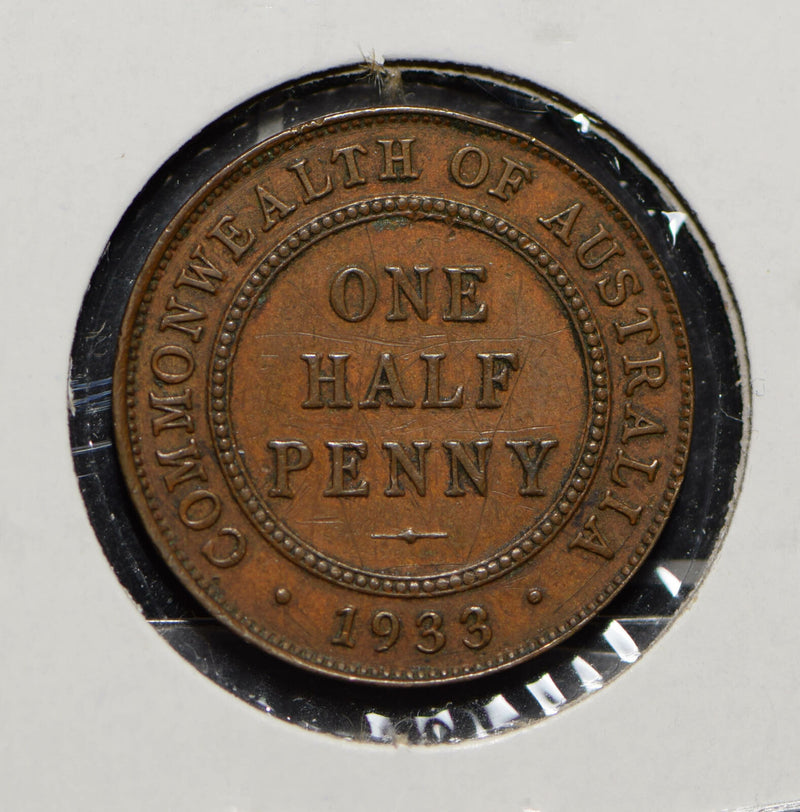 COMMONWEALTH OF AUSTRALIA
ONE
HALF
PENNY
1933